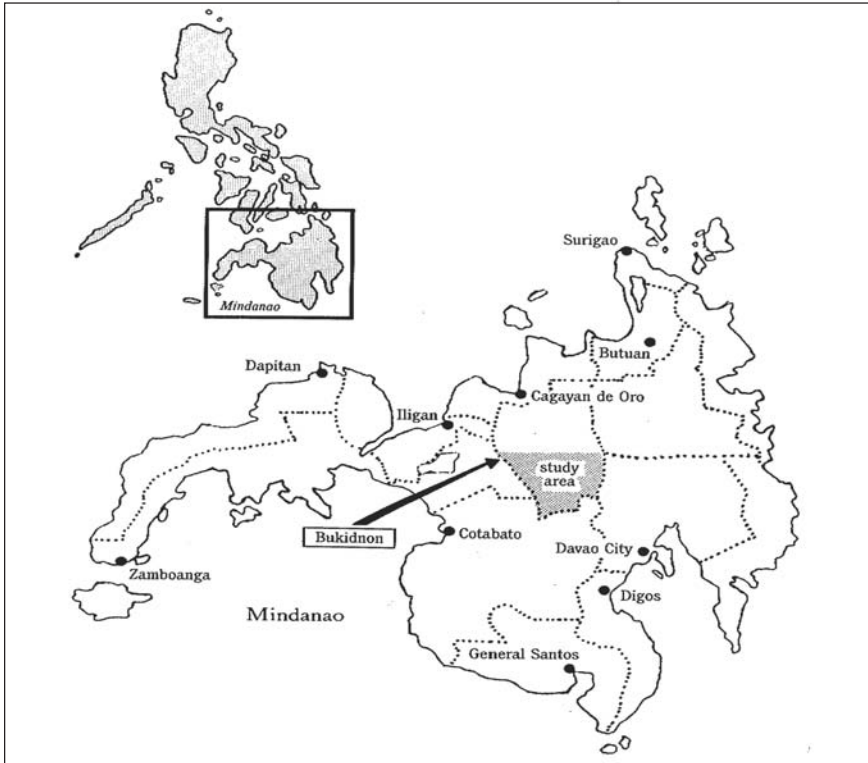 Mindanao
Surigao
Butuan
Dapitan
Cagayan de Oro
Iligan
study
area
Bukidnon
Cotabato
Davao City
Zamboanga
Digos
Mindanao
General Santos